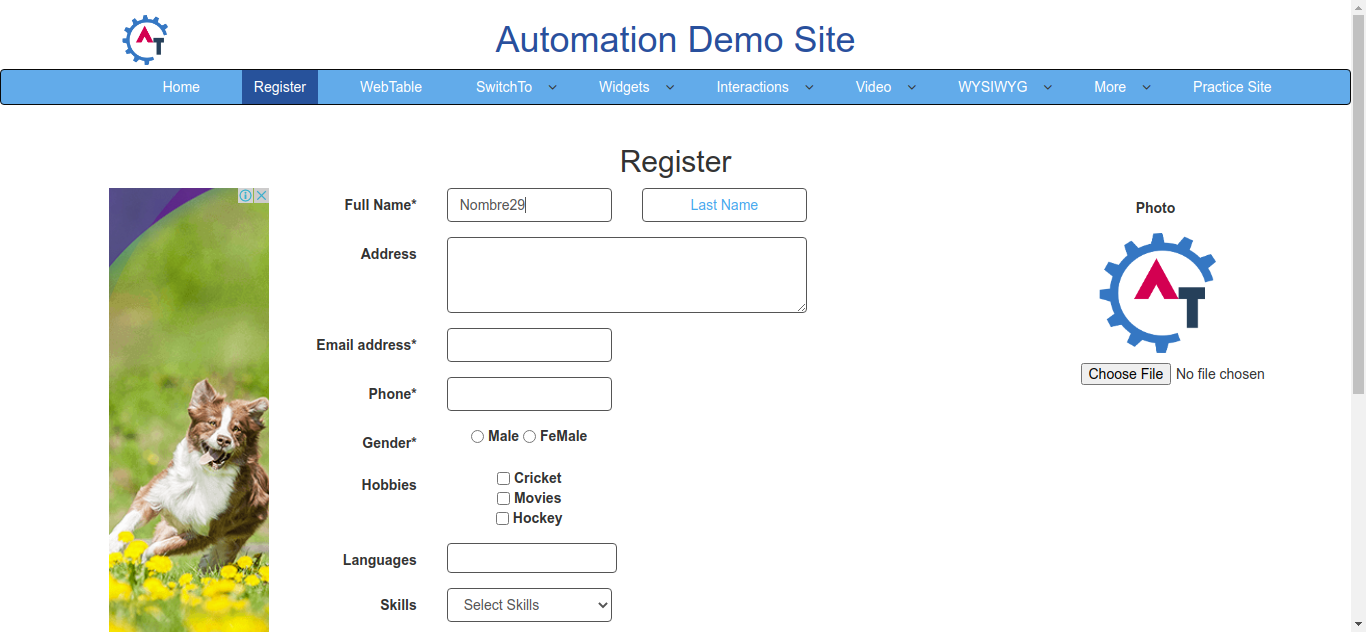 AT
Automation Demo Site
Home Register WebTable SwitchTo Widgets Interactions Video WYSIWYG More Practice Site
Register
Full Name* Nombre29 Last Name
Photo
Address
AT
Email address*
Choose File No file chosen
Phone*
Gender* Male FeMale
Hobbies Cricket
Movies
Hockey
Languages
Skills Select Skills